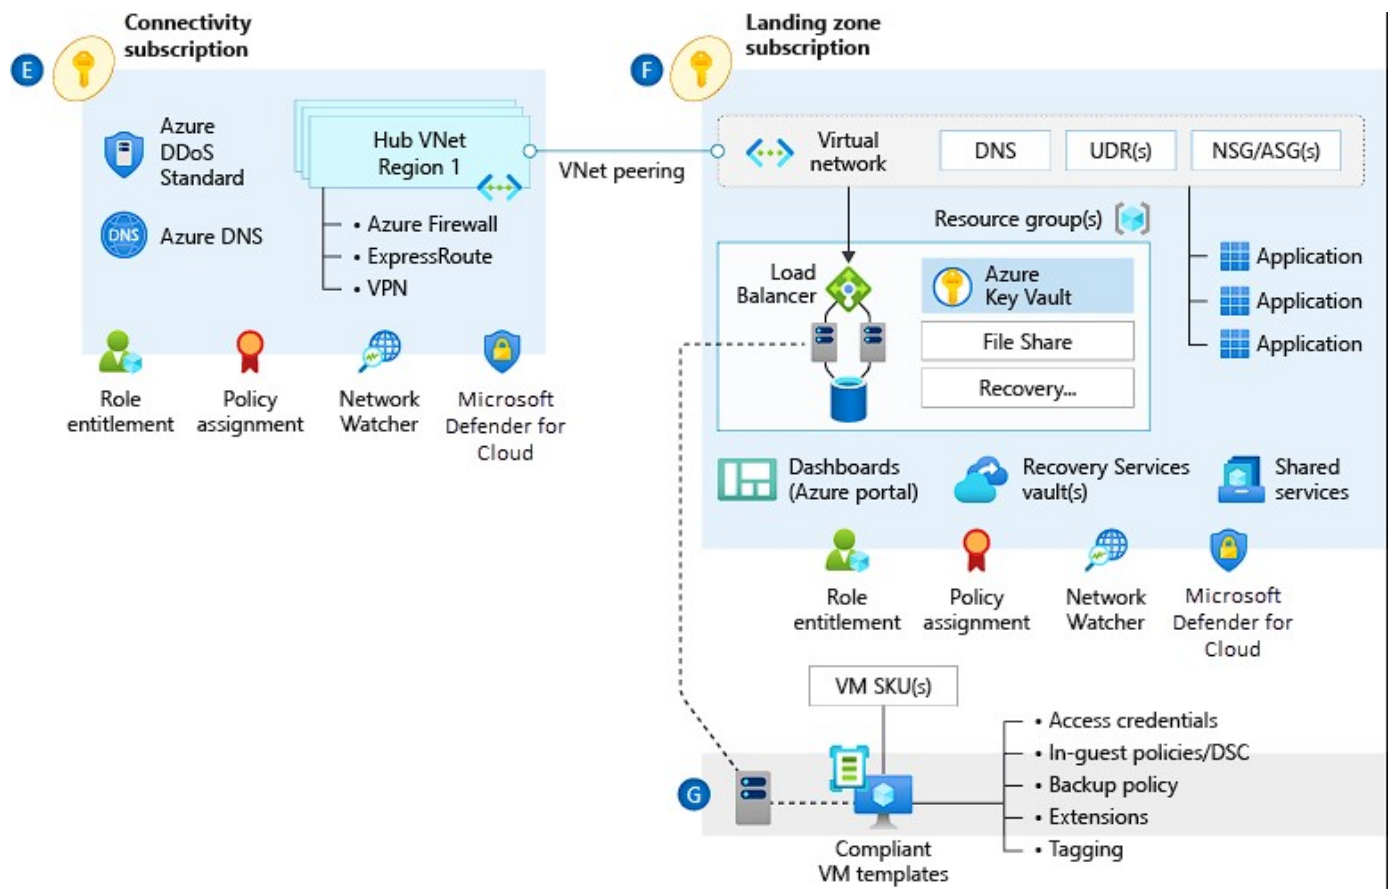 Connectivity
subscription
E
Azure
DDoS
Standard
DNS
Azure DNS
Hub VNet
Region 1
• Azure Firewall
• ExpressRoute
• VPN
Role
entitlement
Policy
assignment
Network
Watcher
Microsoft
Defender for
Cloud
VNet peering
Landing zone
subscription
F
Virtual
network
DNS
UDR(s)
NSG/ASG(s)
Resource group(s)
Load
Balancer
Azure
Key Vault
File Share
Recovery...
Application
Application
Application
Dashboards
(Azure portal)
Recovery Services
vault(s)
Shared
services
Role
entitlement
Policy
assignment
Network
Watcher
Microsoft
Defender for
Cloud
VM SKU(s)
G
Compliant
VM templates
• Access credentials
• In-guest policies/DSC
• Backup policy
• Extensions
• Tagging